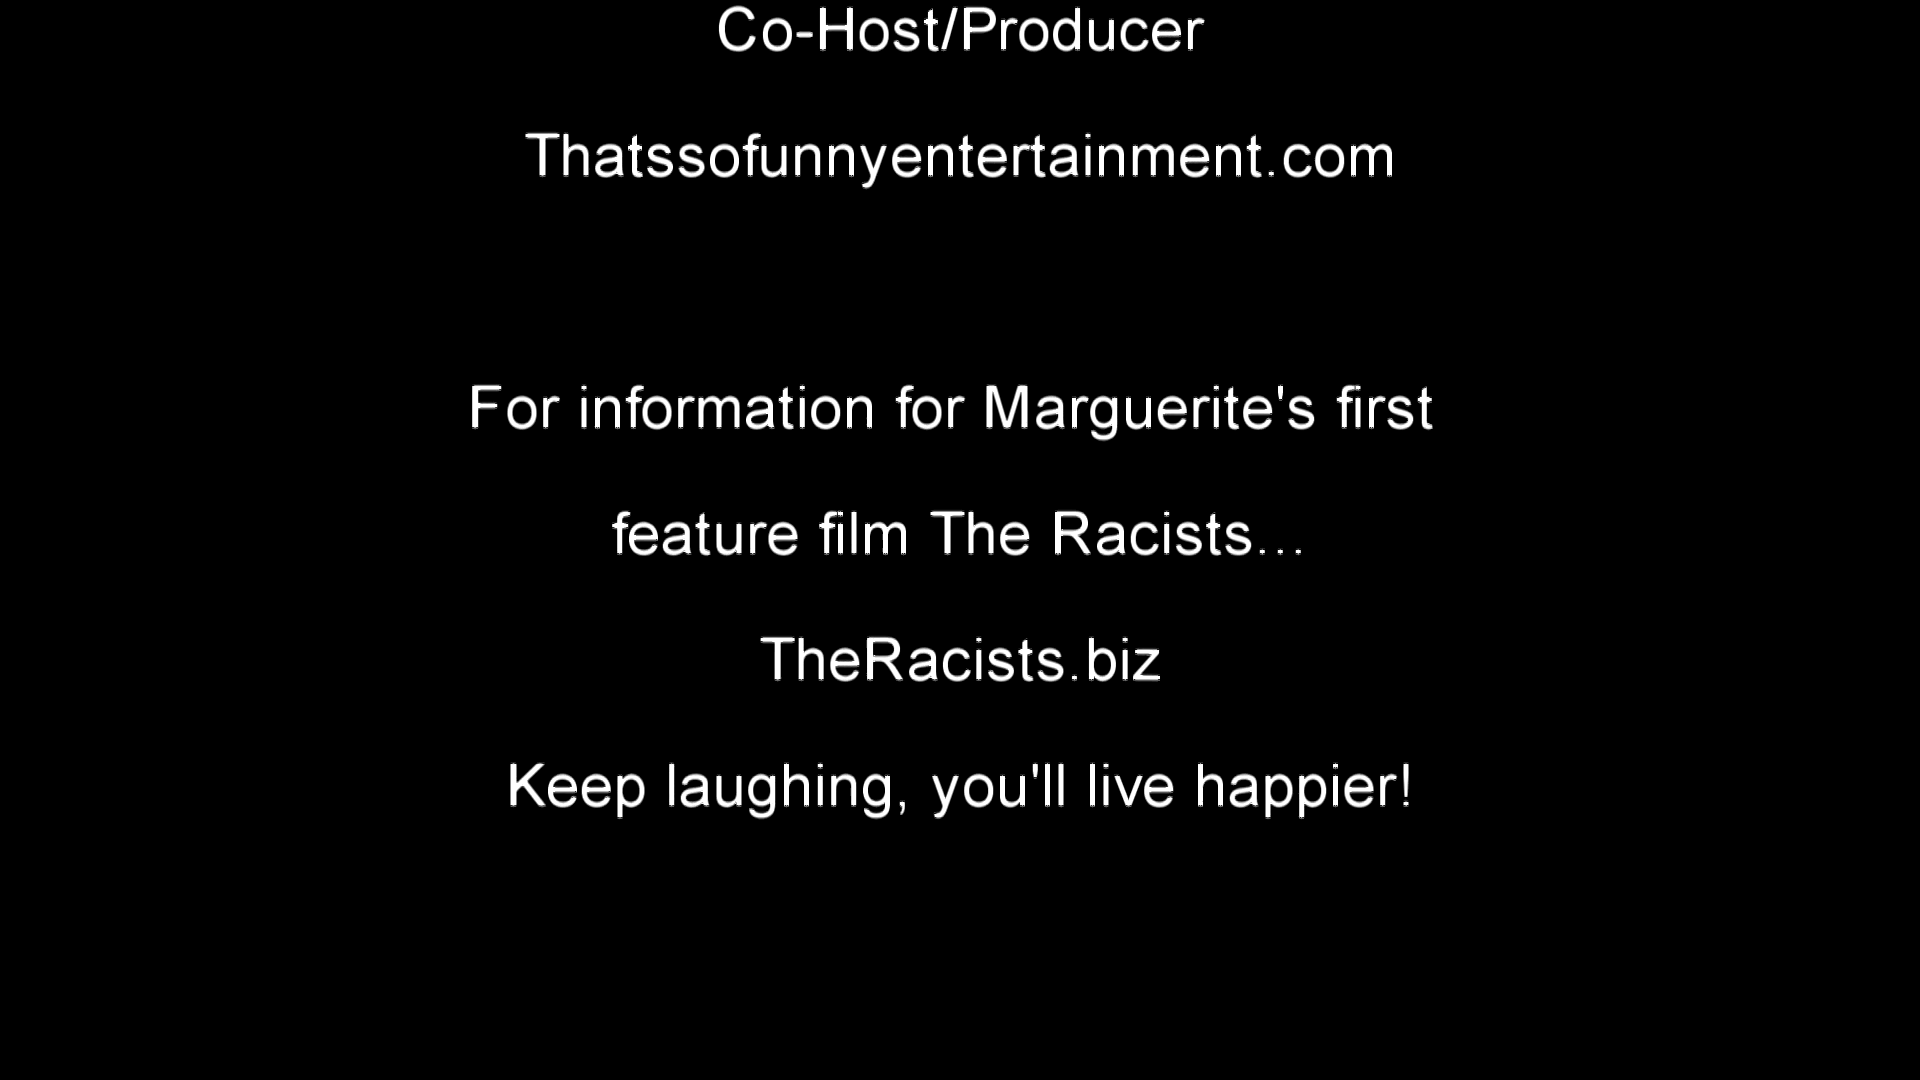 Co-Host/Producer
Thatssofunnyentertainment.com
For information for Marguerite's first
feature film The Racists...
TheRacists.biz
Keep laughing, you'll live happier!